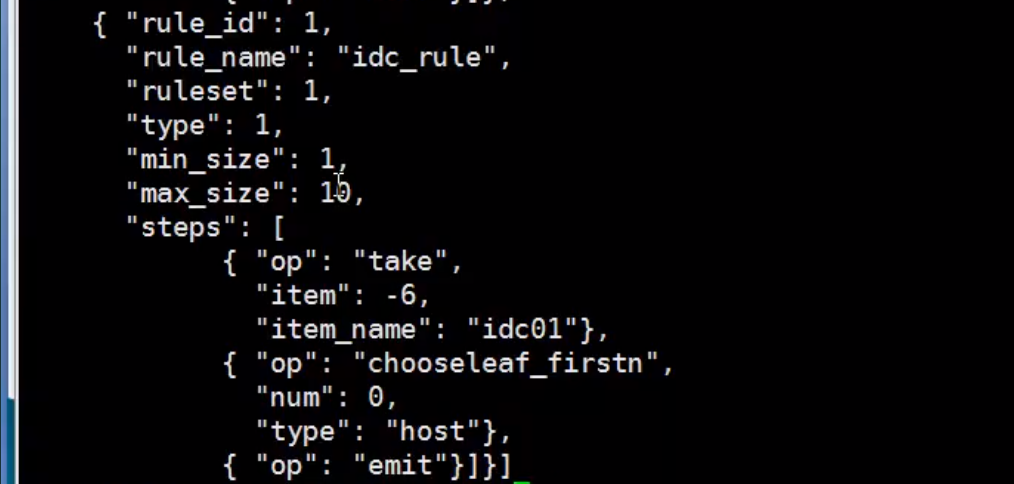 { "rule_id": 1,
"rule_name": "idc_rule",
"ruleset": 1,
"type": 1,
"min_size": 1,
"max_size": 10,
"steps": [
{ "op": "take",
"item": -6,
"item_name": "idc01"},
{ "op": "chooseleaf_firstn",
"num": 0,
"type": "host"},
{ "op": "emit"}]}]